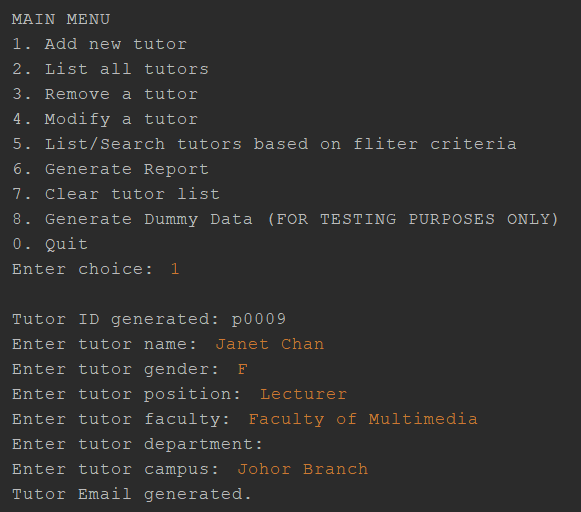 MAIN MENU
1. Add new tutor
2. List all tutors
3. Remove a tutor
4. Modify a tutor
5. List/Search tutors based on fliter criteria
6. Generate Report
7. Clear tutor list
8. Generate Dummy Data (FOR TESTING PURPOSES ONLY)
0. Quit
Enter choice: 1
Tutor ID generated: p0009
Enter tutor name: Janet Chan
Enter tutor gender: F
Enter tutor position: Lecturer
Enter tutor faculty: Faculty of Multimedia
Enter tutor department:
Enter tutor campus: Johor Branch
Tutor Email generated.